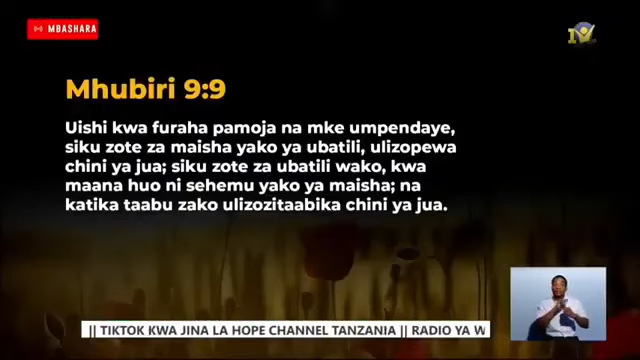 MBASHARA
Mhubiri 9:9
Uishi kwa furaha pamoja na mke umpendaye,
siku zote za maisha yako ya ubatili, ulizopewa
chini ya jua; siku zote za ubatili wako, kwa
maana huo ni sehemu yako ya maisha; na
katika taabu zako ulizozitaabika chini ya jua.
|| TIKTOK KWA JINA LA HOPE CHANNEL TANZANIA || RADIO YA W